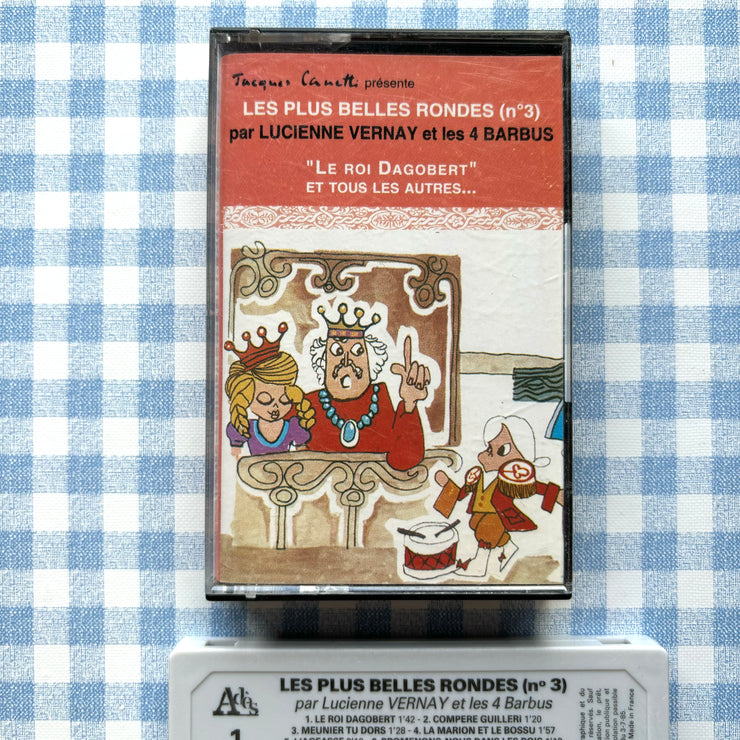 Jacques Canetti présente
LES PLUS BELLES RONDES (n°3)
par LUCIENNE VERNAY et les 4 BARBUS
"LE ROI DAGOBERT"
ET TOUS LES AUTRES...
Adès
LES PLUS BELLES RONDES (no 3)
par Lucienne VERNAY et les 4 Barbus
1. LE ROI DAGOBERT 1'42 - 2. COMPERE GUILLERI 1'20
3. MEUNIER TU DORS 1'28 - 4. LA MARION ET LE BOSSU 1'57
1
Made in France